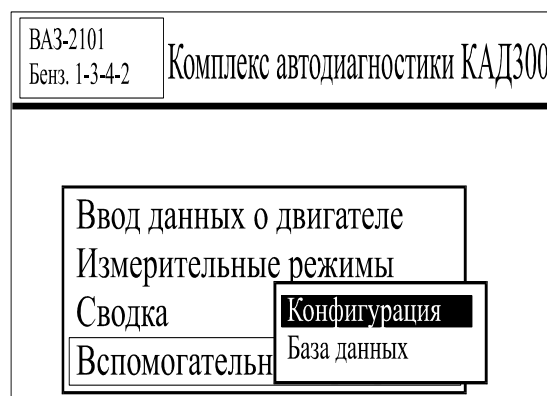 ВАЗ-2101
Бенз. 1-3-4-2
Комплекс автодиагностики КАД300
Ввод данных о двигателе
Измерительные режимы
Сводка
Конфигурация
База данных
Вспомогательн